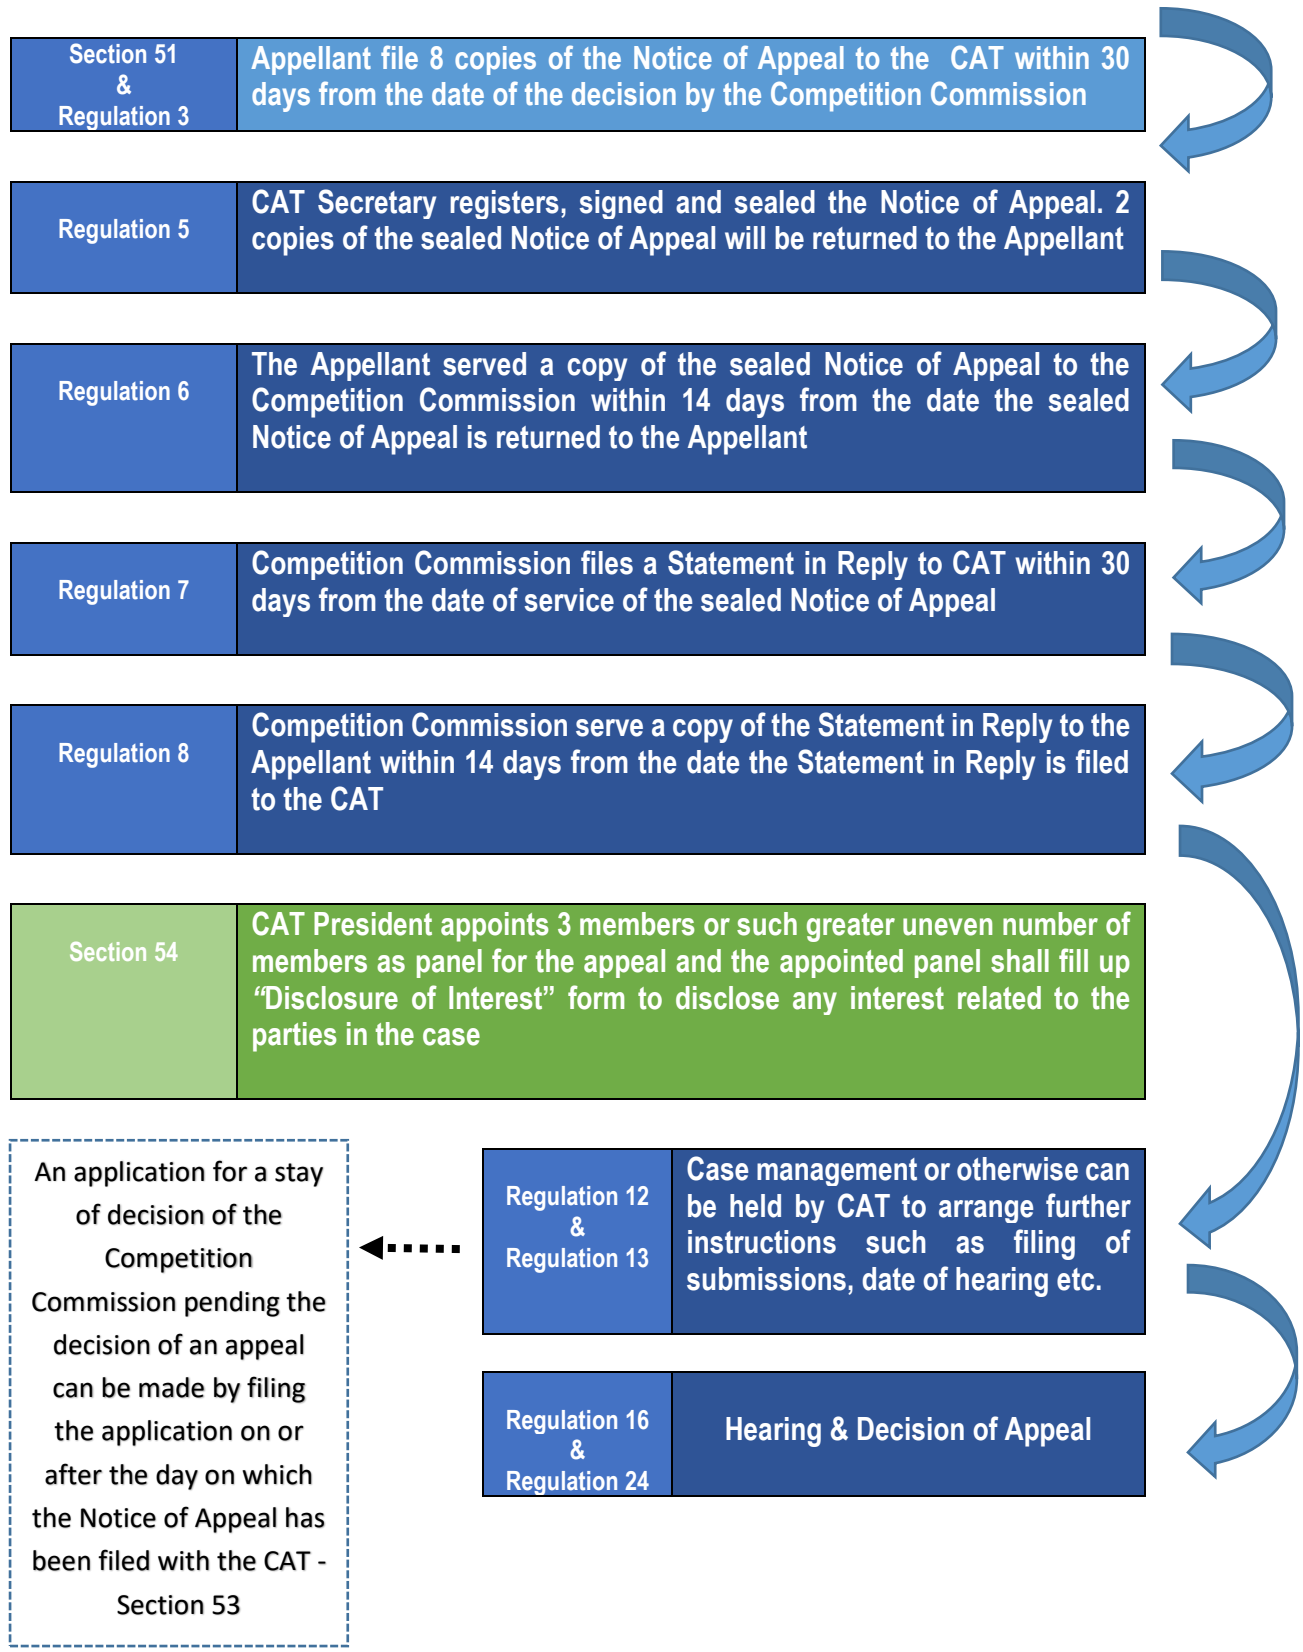 Section 51
&
Regulation 3
Appellant file 8 copies of the Notice of Appeal to the CAT within 30
days from the date of the decision by the Competition Commission
Regulation 5
CAT Secretary registers, signed and sealed the Notice of Appeal. 2
copies of the sealed Notice of Appeal will be returned to the Appellant
Regulation 6
The Appellant served a copy of the sealed Notice of Appeal to the
Competition Commission within 14 days from the date the sealed
Notice of Appeal is returned to the Appellant
Regulation 7
Competition Commission files a Statement in Reply to CAT within 30
days from the date of service of the sealed Notice of Appeal
Regulation 8
Competition Commission serve a copy of the Statement in Reply to the
Appellant within 14 days from the date the Statement in Reply is filed
to the CAT
Section 54
CAT President appoints 3 members or such greater uneven number of
members as panel for the appeal and the appointed panel shall fill up
“Disclosure of Interest” form to disclose any interest related to the
parties in the case
An application for a stay
of decision of the
Competition
Commission pending the
decision of an appeal
can be made by filing
the application on or
after the day on which
the Notice of Appeal has
been filed with the CAT -
Section 53
Regulation 12
&
Regulation 13
Case management or otherwise can
be held by CAT to arrange further
instructions such as filing of
submissions, date of hearing etc.
Regulation 16
&
Regulation 24
Hearing & Decision of Appeal